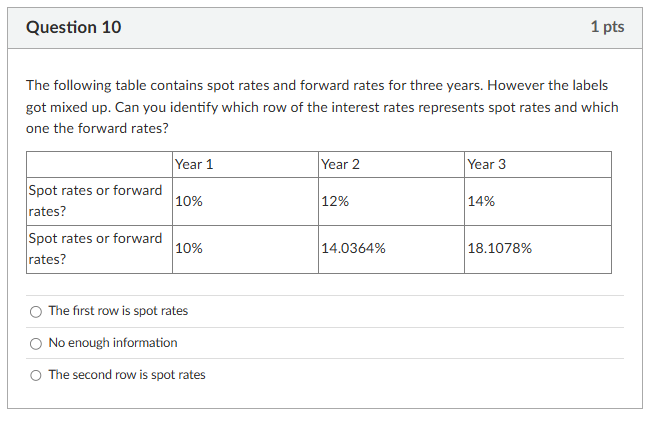 Question 10 1 pts
The following table contains spot rates and forward rates for three years. However the labels
got mixed up. Can you identify which row of the interest rates represents spot rates and which
one the forward rates?
Year 1 Year 2 Year 3
Spot rates or forward
rates? 10% 12% 14%
Spot rates or forward
rates? 10% 14.0364% 18.1078%
The first row is spot rates
No enough information
The second row is spot rates